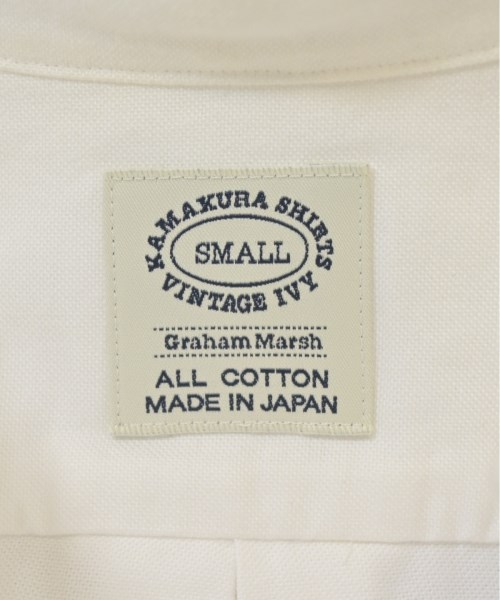 KAMAKURA SHIRTS
SMALL
VINTAGE IVY
Graham Marsh
ALL COTTON
MADE IN JAPAN